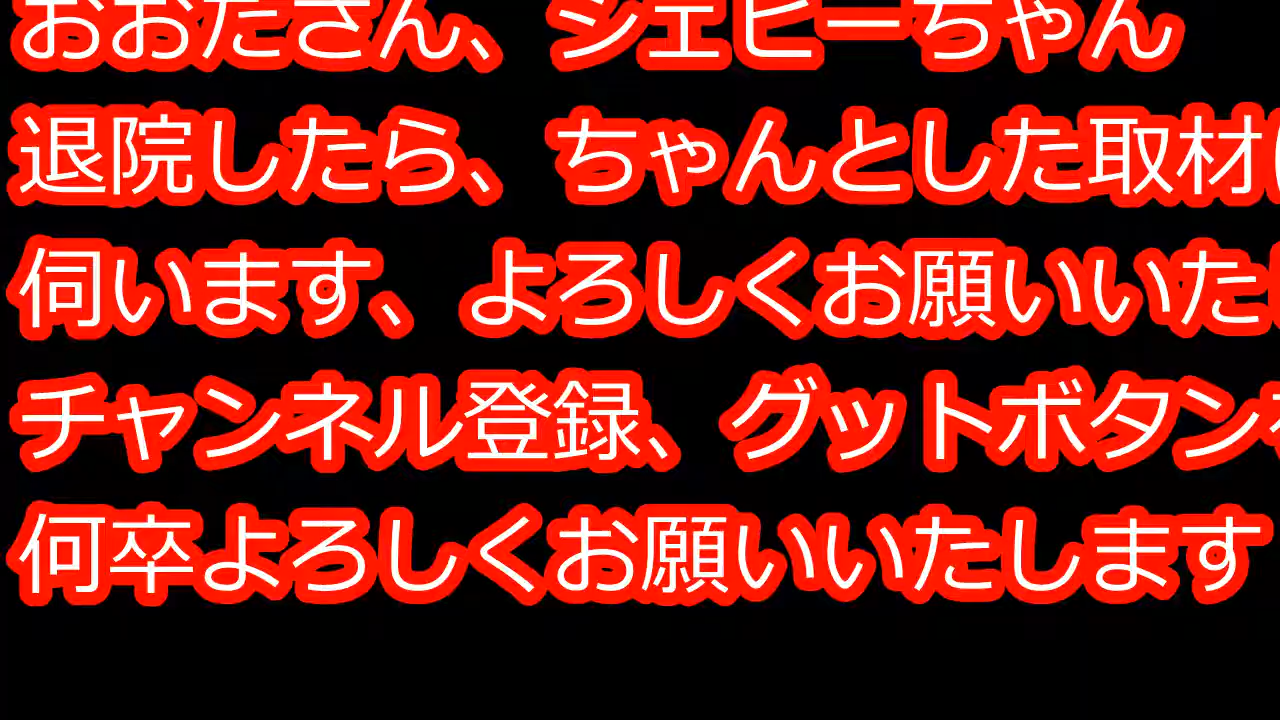 おおたさん、シェビーちゃん
退院したら、ちゃんとした取材
伺います、よろしくお願いいた
チャンネル登録、グットボタン
何卒よろしくお願いいたします